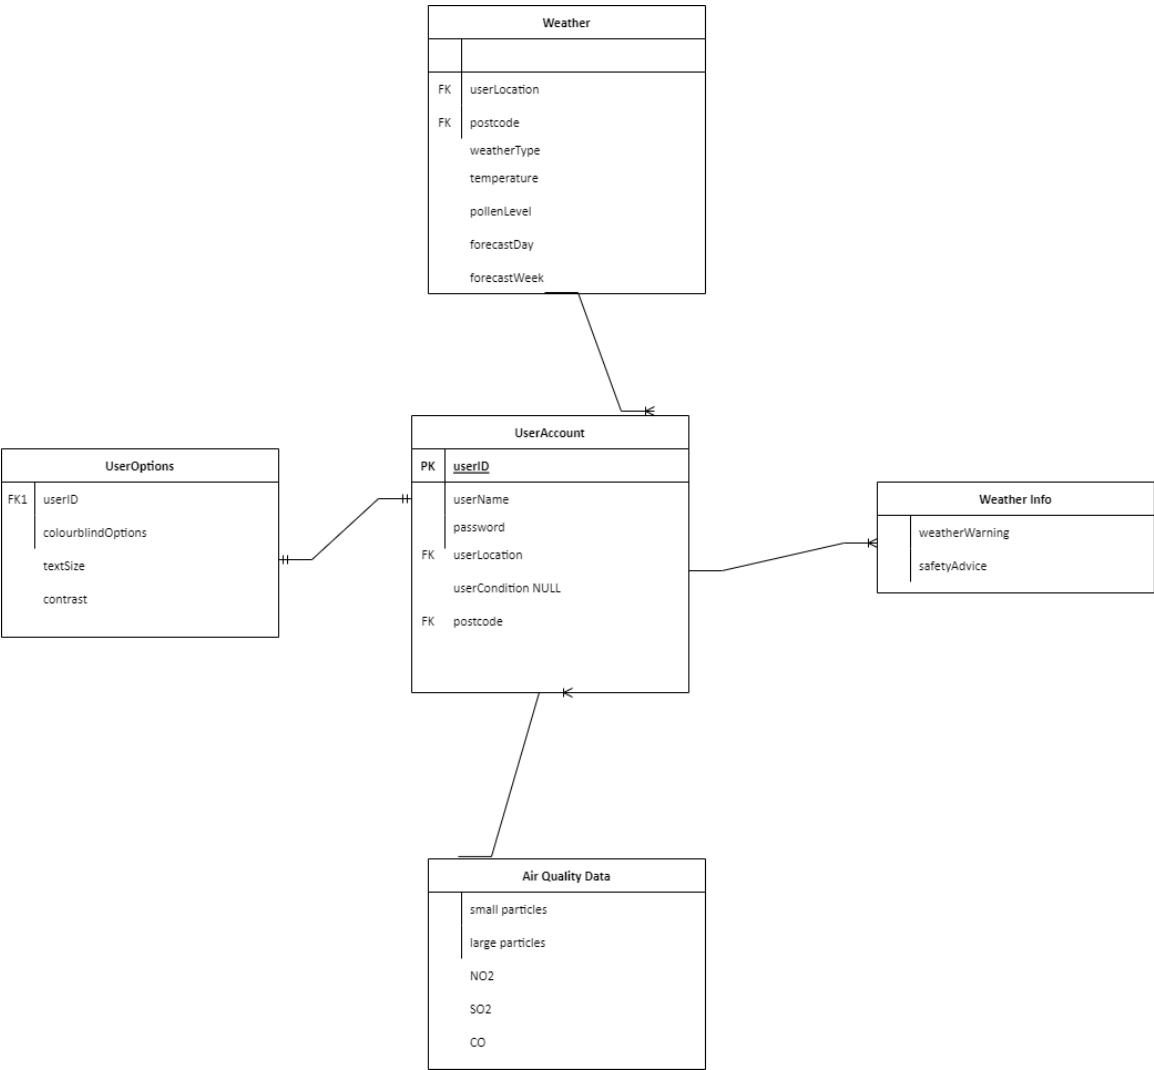 Weather
FK userLocation
FK postcode
weatherType
temperature
pollenLevel
forecastDay
forecastWeek
UserOptions
FK1 userID
colourblindOptions
textSize
contrast
UserAccount
PK userID
userName
password
FK userLocation
userCondition NULL
FK postcode
Weather Info
weatherWarning
safetyAdvice
Air Quality Data
small particles
large particles
NO2
SO2
CO